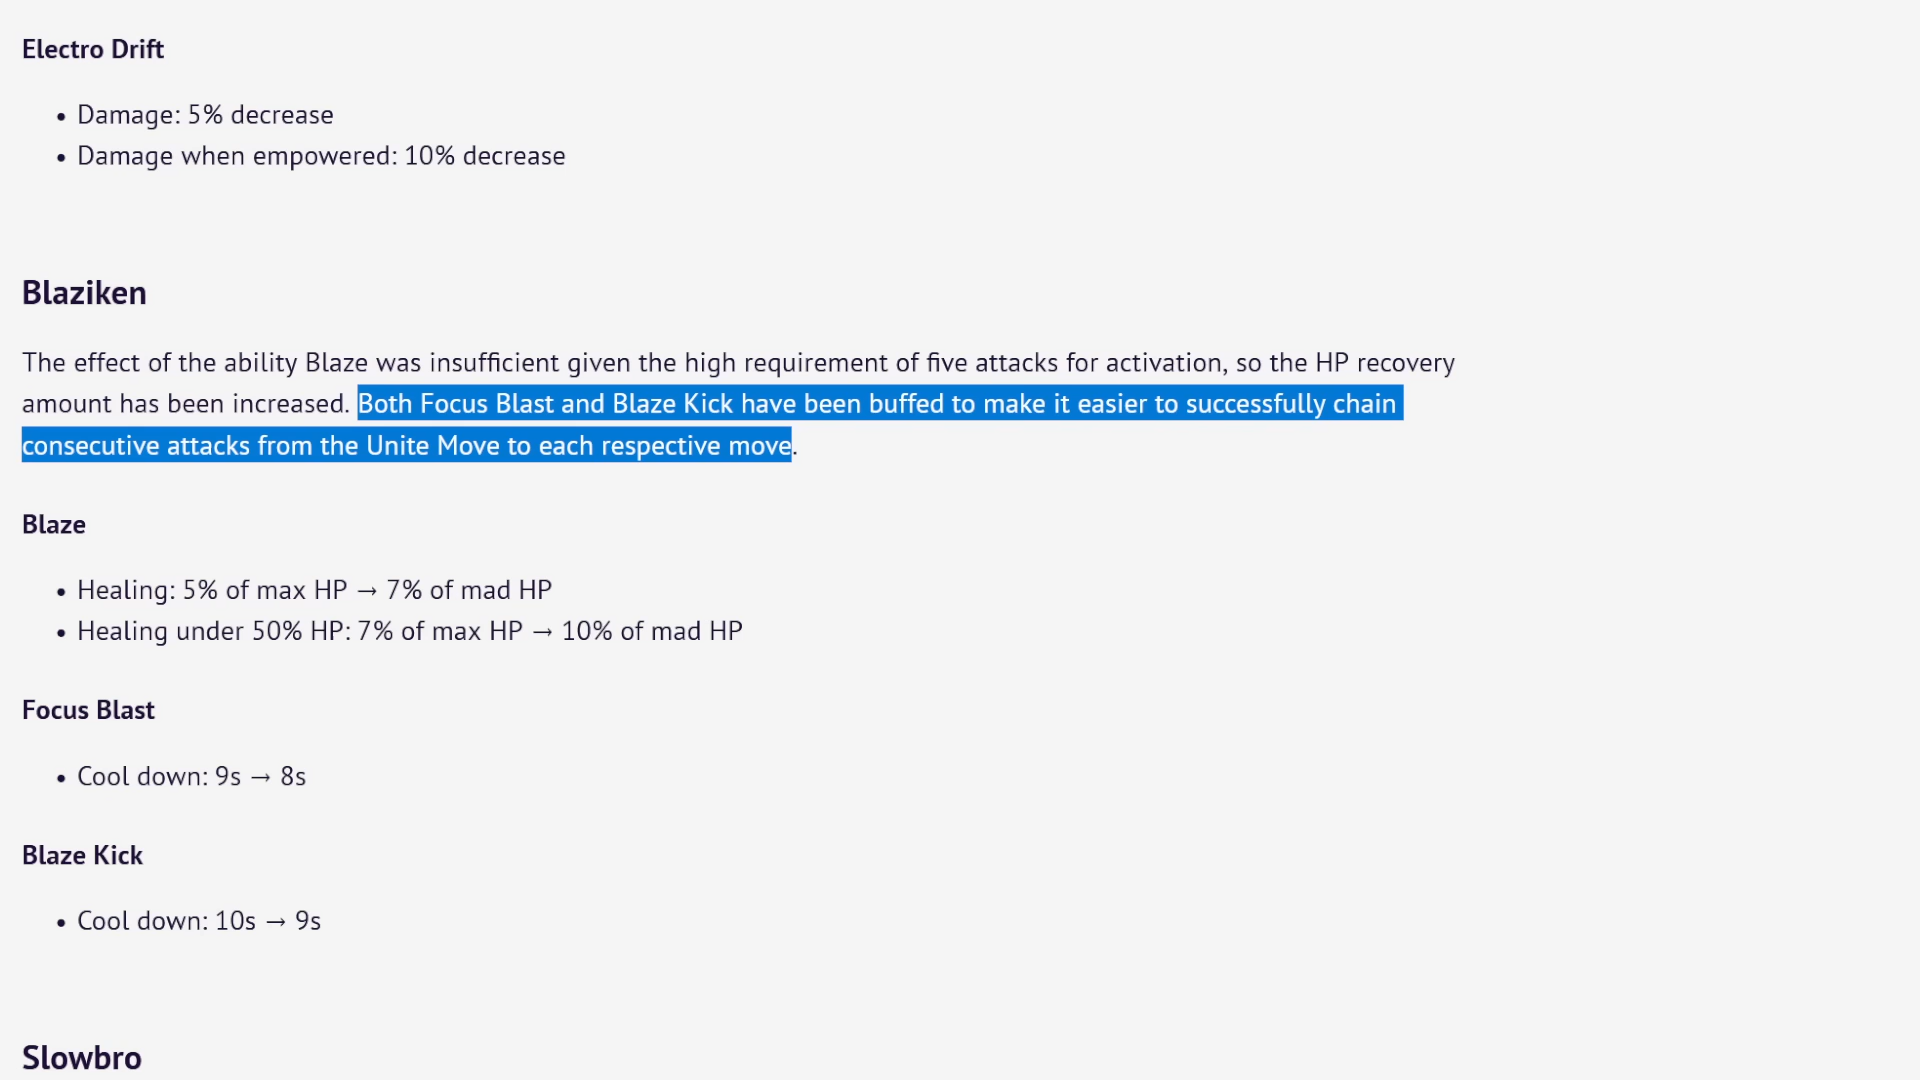 Electro Drift
• Damage: 5% decrease
• Damage when empowered: 10% decrease
Blaziken
The effect of the ability Blaze was insufficient given the high requirement of five attacks for activation, so the HP recovery
amount has been increased. Both Focus Blast and Blaze Kick have been buffed to make it easier to successfully chain
consecutive attacks from the Unite Move to each respective move.
Blaze
• Healing: 5% of max HP → 7% of mad HP
• Healing under 50% HP: 7% of max HP → 10% of mad HP
Focus Blast
• Cool down: 9s → 8s
Blaze Kick
• Cool down: 10s → 9s
Slowbro